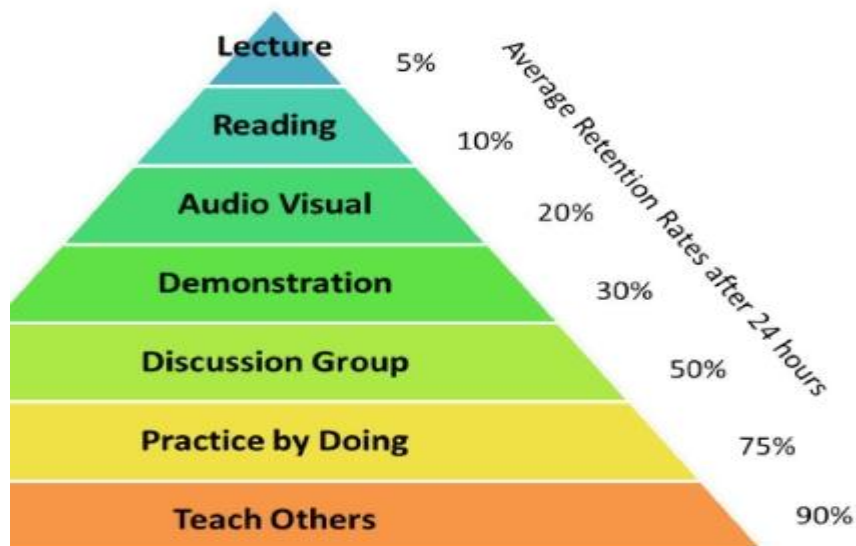 Lecture
5%
Reading
10%
Audio Visual
20%
Demonstration
30%
Discussion Group
50%
Practice by Doing
75%
Teach Others
90%
Average Retention Rates after 24 hours